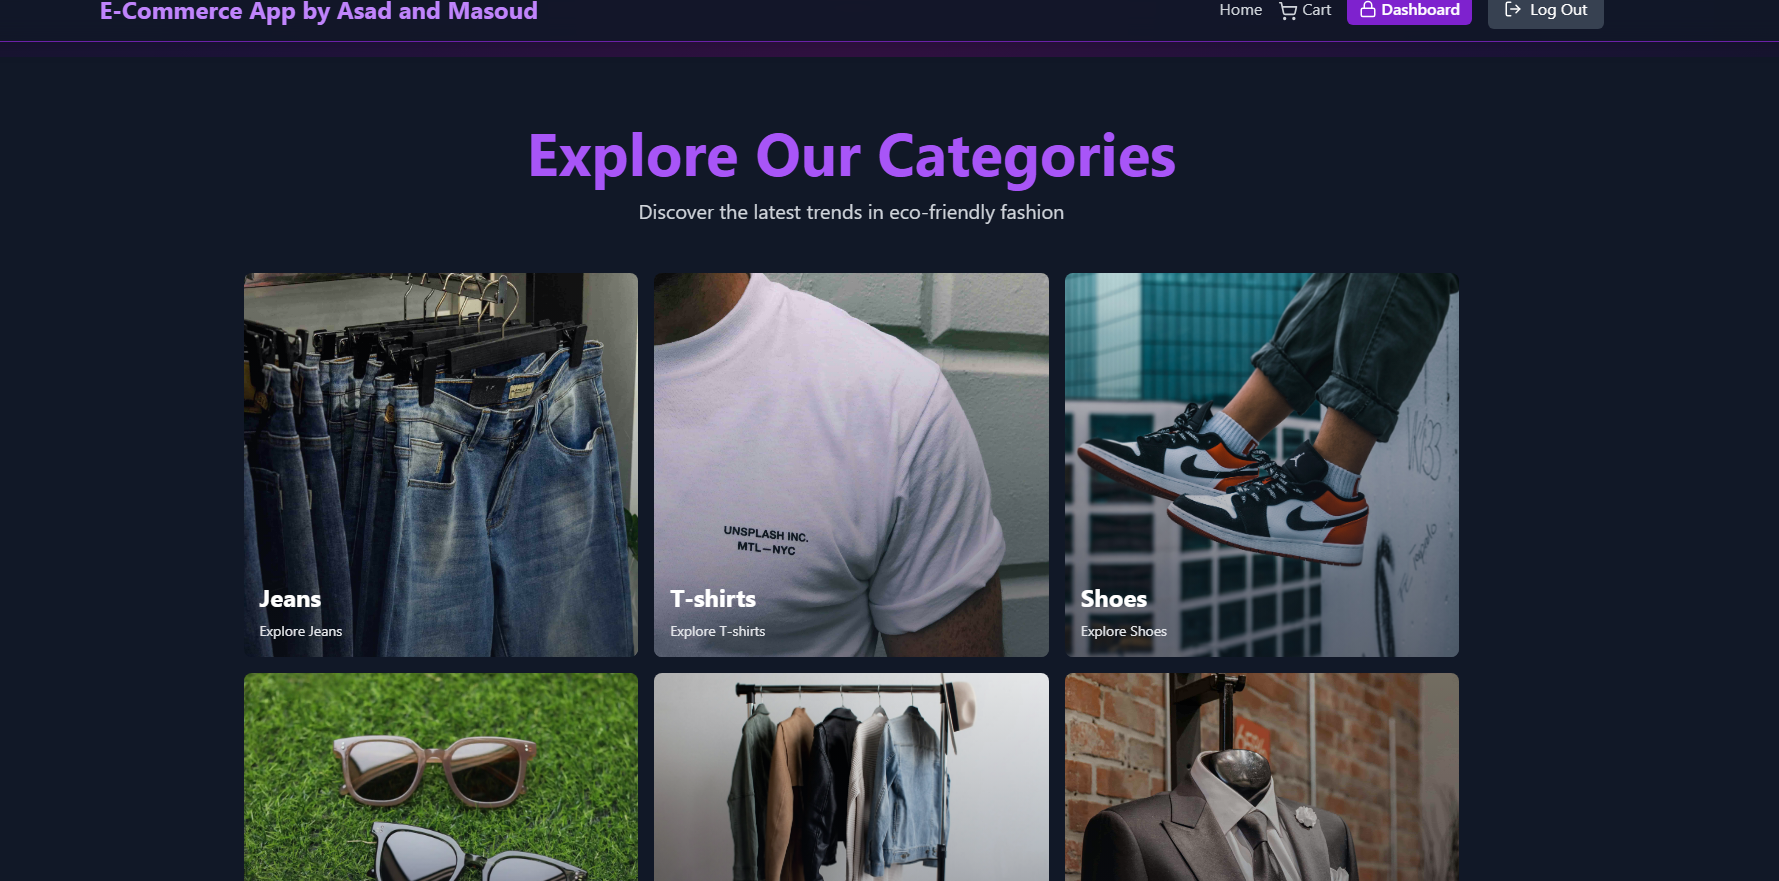 E-Commerce App by Asad and Masoud
Home
Cart
Dashboard
Log Out
Explore Our Categories
Discover the latest trends in eco-friendly fashion
UNSPLASH INC.
MTL—NYC
Jeans
Explore Jeans
T-shirts
Explore T-shirts
Shoes
Explore Shoes